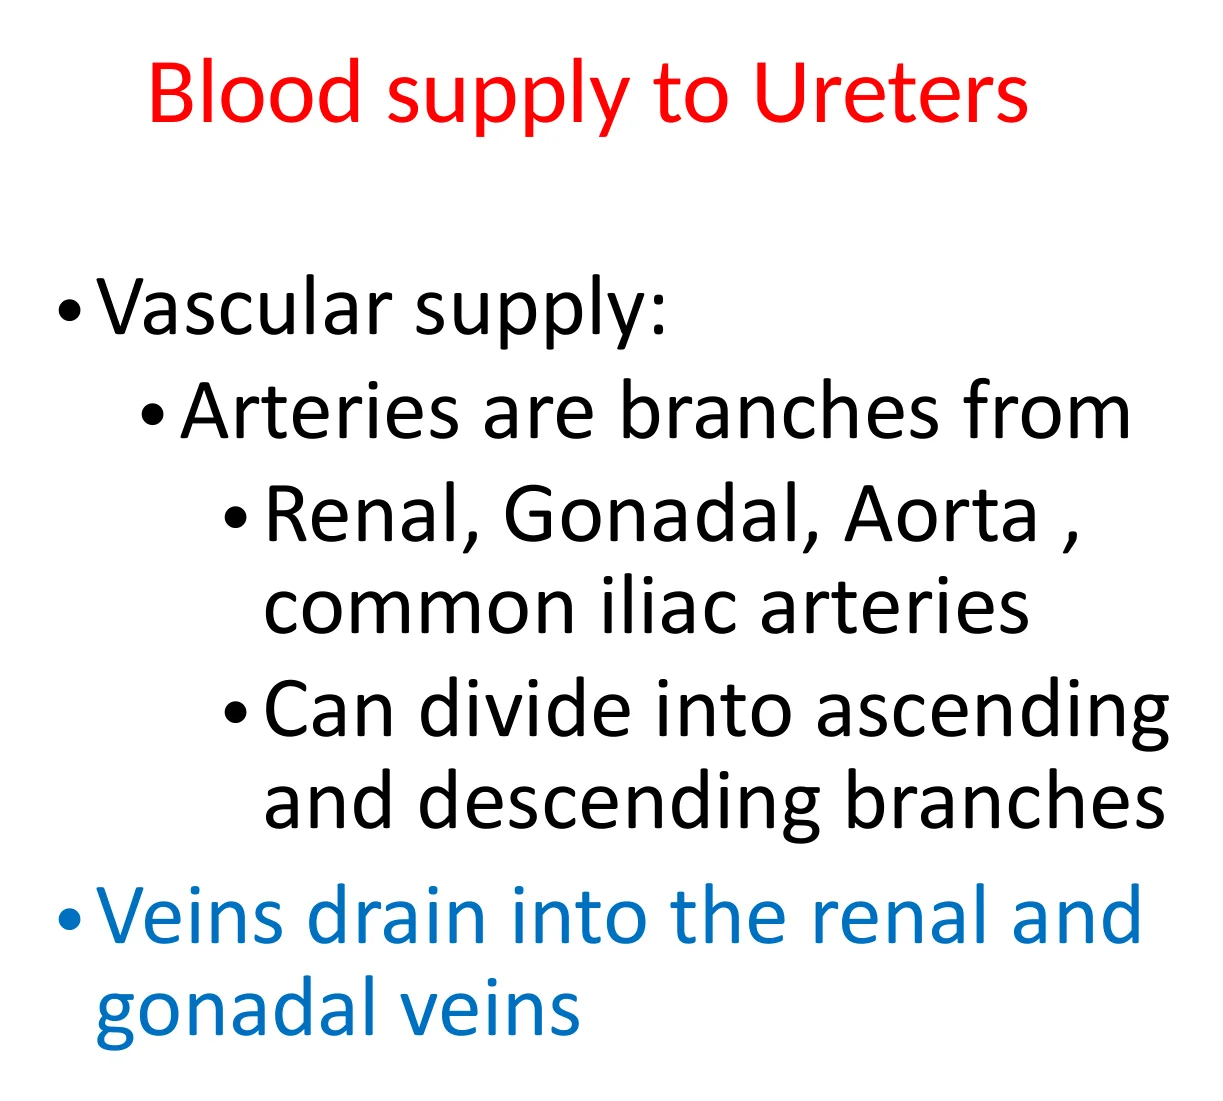 Blood supply to Ureters
• Vascular supply:
• Arteries are branches from
• Renal, Gonadal, Aorta ,
common iliac arteries
• Can divide into ascending
and descending branches
• Veins drain into the renal and
gonadal veins